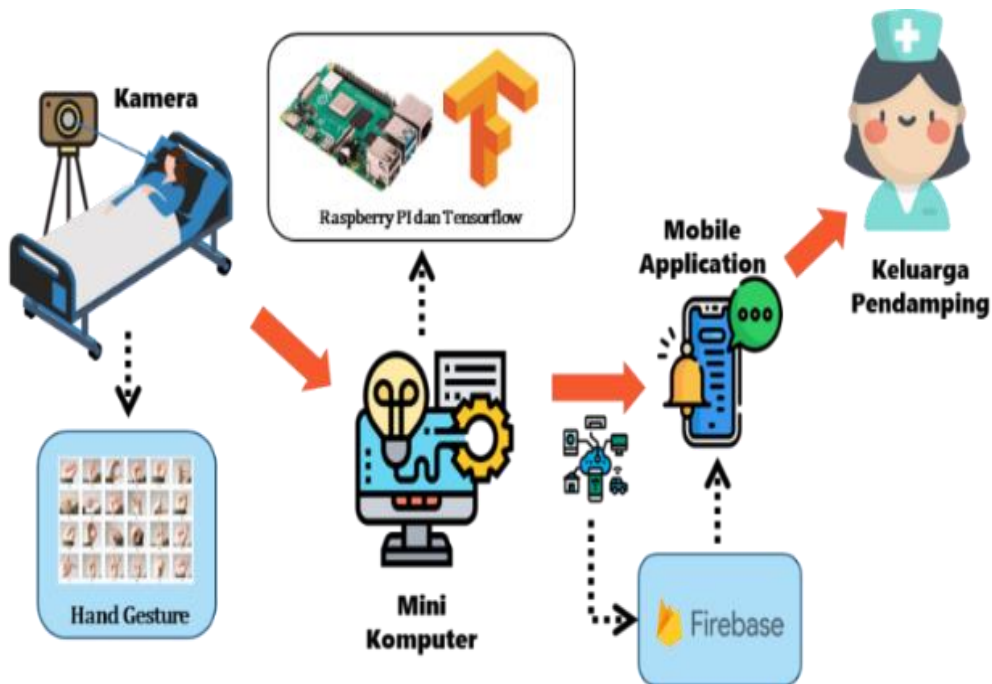 Kamera
Raspberry PI dan Tensorflow
Mobile
Application
Keluarga
Pendamping
Hand Gesture
Mini
Komputer
Firebase